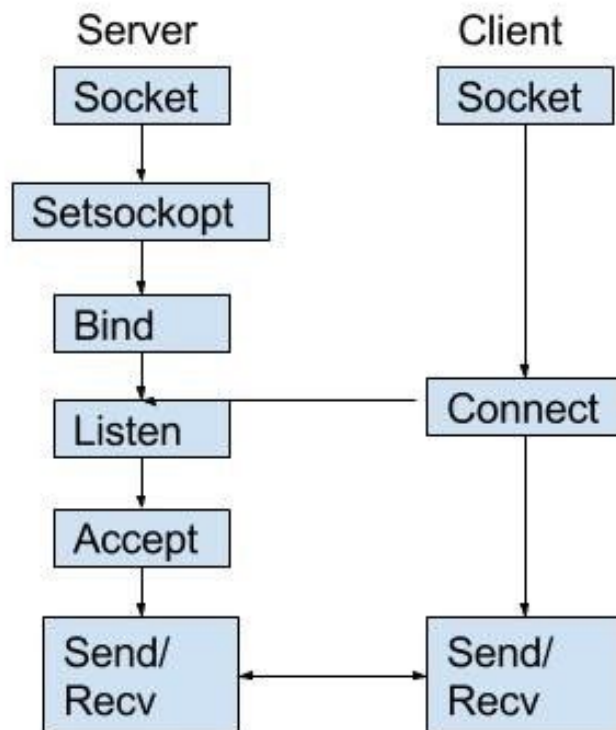 Server
Client
Socket
Socket
Setsockopt
Bind
Listen
Connect
Accept
Send/
Recv
Send/
Recv